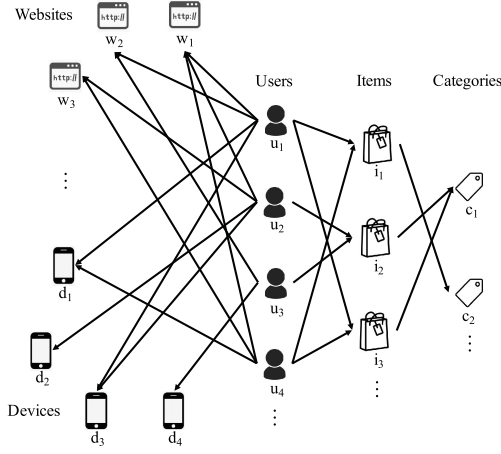 Websites
http://
http://
w2
w1
http://
w3
Users
Items
Categories
u1
i1
c1
u2
i2
d1
u3
c2
i3
d2
u4
Devices
d3
d4